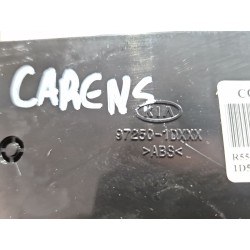 CARENS
KIA
97250-1DXXX
>ABS<